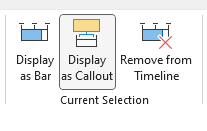 Display
as Bar
Display
as Callout
Remove from
Timeline
Current Selection